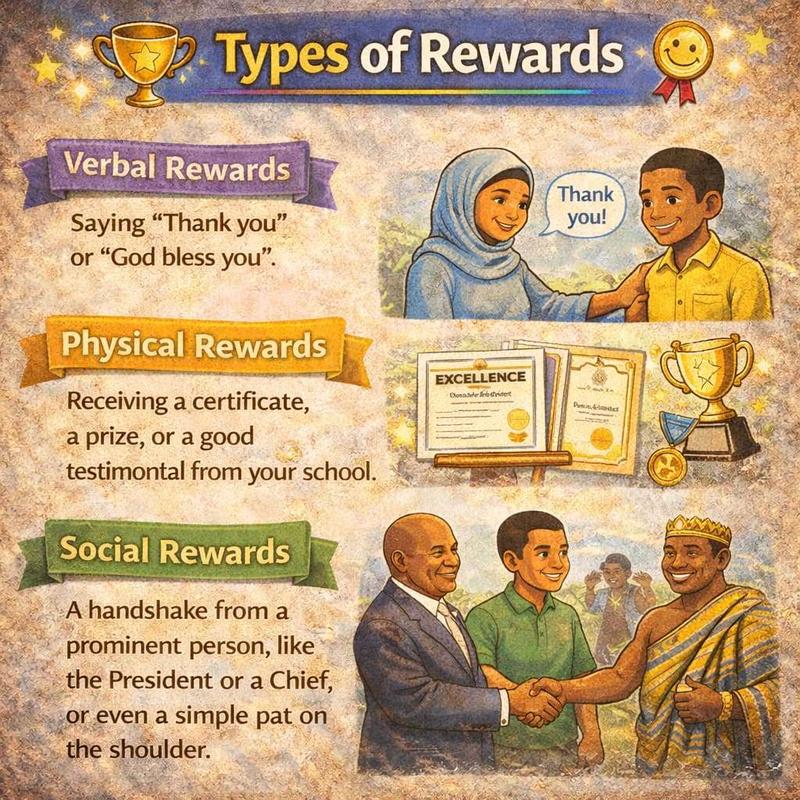 Types of Rewards
Verbal Rewards
Saying “Thank you”
or “God bless you”.
Thank
you!
Physical Rewards
Receiving a certificate,
a prize, or a good
testimontal from your school.
EXCELLENCE
Social Rewards
A handshake from a
prominent person, like
the President or a Chief,
or even a simple pat on
the shoulder.